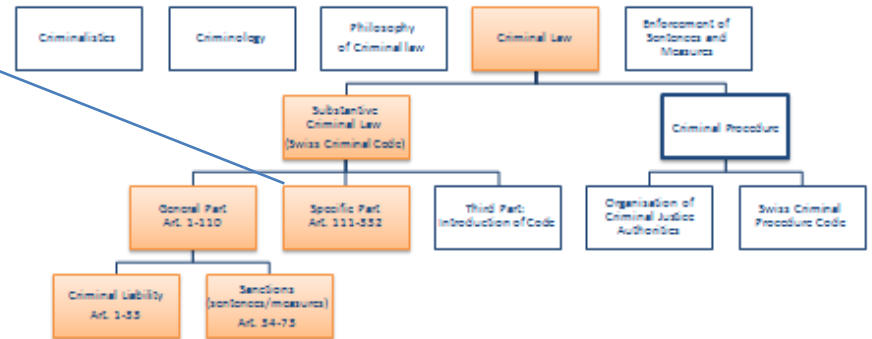 Criminalistics
Criminology
Philosophy
of Criminal law
Criminal Law
Enforcement of
Sentences and
Measures
Substantive
Criminal Law
(Swiss Criminal Code)
Criminal Procedure
General Part
Art. 1-110
Specific Part
Art. 111-332
Third Part:
Introduction of Code
Organisation of
Criminal Justice
Authorities
Swiss Criminal
Procedure Code
Criminal Liability
Art. 1-33
Sanctions
(sentences/measures)
Art. 34-73